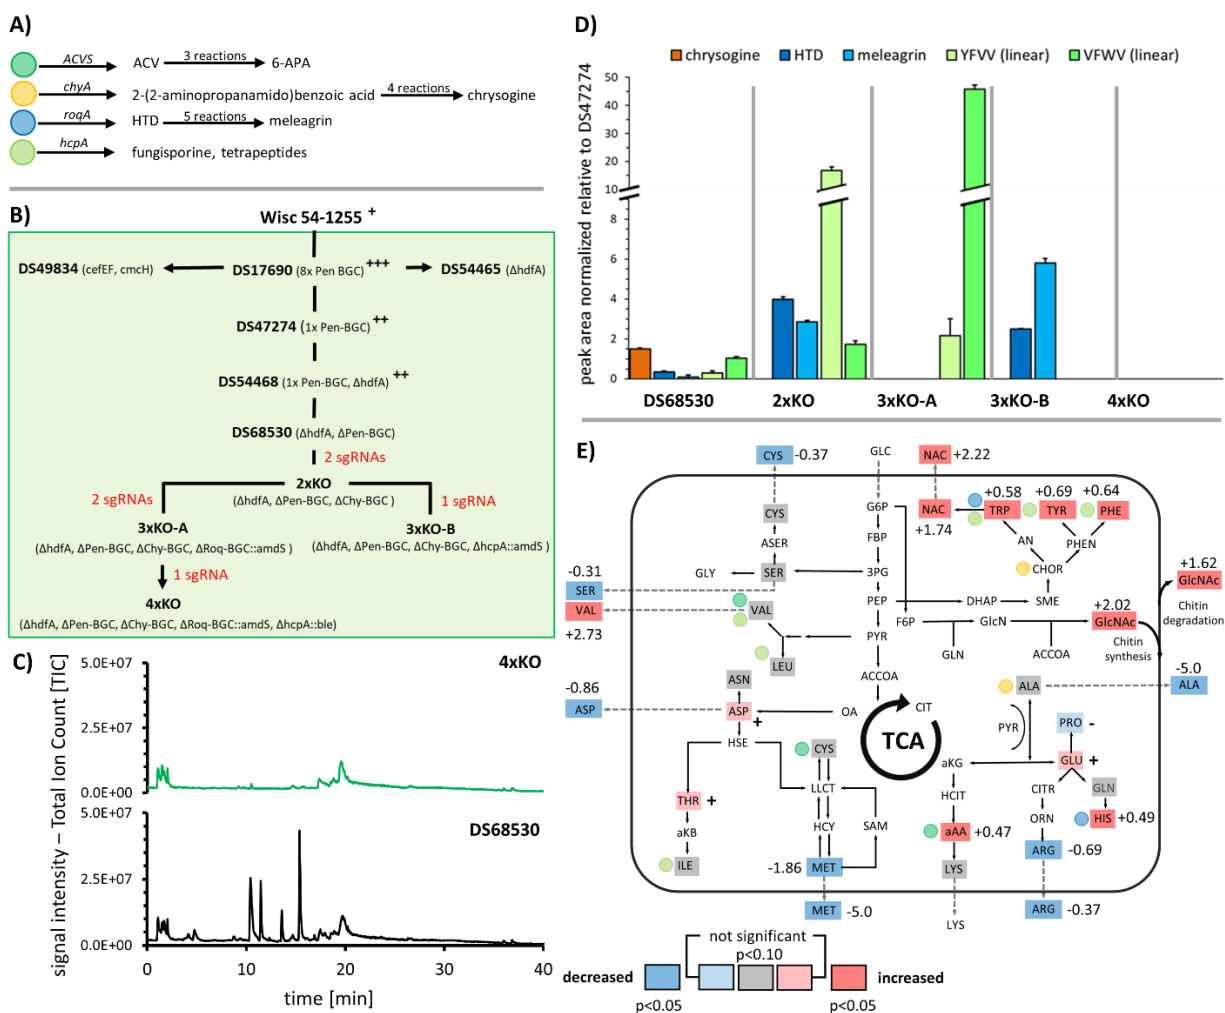 A)
ACVS
ACV
3 reactions
6-APA
chyA
2-(2-aminopropanamido)benzoic acid
4 reactions
chrysogine
roqA
HTD
5 reactions
meleagrin
hcpA
fungisporine, tetrapeptides
B)
Wisc 54-1255 +
DS49834 (cefEF, cmcH)
DS17690 (8x Pen BGC) +++
DS54465 (ΔhdfA)
DS47274 (1x Pen-BGC) ++
DS54468 (1x Pen-BGC, ΔhdfA) ++
DS68530 (ΔhdfA, ΔPen-BGC)
2 sgRNAs
2xKO
(ΔhdfA, ΔPen-BGC, ΔChy-BGC )
2 sgRNAs
1 sgRNA
3xKO-A
(ΔhdfA, ΔPen-BGC, ΔChy-BGC, ΔRoq-BGC::amdS )
3xKO-B
(ΔhdfA, ΔPen-BGC, ΔChy-BGC, ΔhcpA::amdS )
1 sgRNA
4xKO
(ΔhdfA, ΔPen-BGC, ΔChy-BGC, ΔRoq-BGC::amdS, ΔhcpA::ble)
C)
signal intensity – Total Ion Count [TIC]
5.0E+07
2.5E+07
0.0E+00
4xKO
5.0E+07
2.5E+07
0.0E+00
DS68530
0
10
20
30
40
time [min]
D)
chrysogine
HTD
meleagrin
YFVV (linear)
VFWV (linear)
peak area normalized relative to DS47274
50
40
30
20
10
8
6
4
2
0
DS68530
2xKO
3xKO-A
3xKO-B
4xKO
E)
CYS -0.37
GLC
NAC +2.22
CYS
ASER
GLY
SER
-0.31
SER
VAL
+2.73
VAL
LEU
G6P
FBP
3PG
PEP
PYR
ACCOA
F6P
NAC
+1.74
+0.58
TRP
+0.69
TYR
+0.64
PHE
AN
PHEN
CHOR
SME
DHAP
GlcN
GLN
ACCOA
+2.02
GlcNAc
+1.62
GlcNAc
Chitin
degradation
Chitin
synthesis
-5.0
ALA
ALA
-0.86
ASP
ASN
ASP
+
OA
CIT
TCA
HSE
THR +
aKB
ILE
CYS
LLCT
HCY
SAM
-1.86 MET
MET -5.0
PYR
PRO -
GLU +
aKG
HCIT
aAA +0.47
LYS
LYS
CITR
ORN
ARG -0.69
ARG -0.37
GLN
HIS +0.49
not significant
p<0.10
decreased
increased
p<0.05
p<0.05